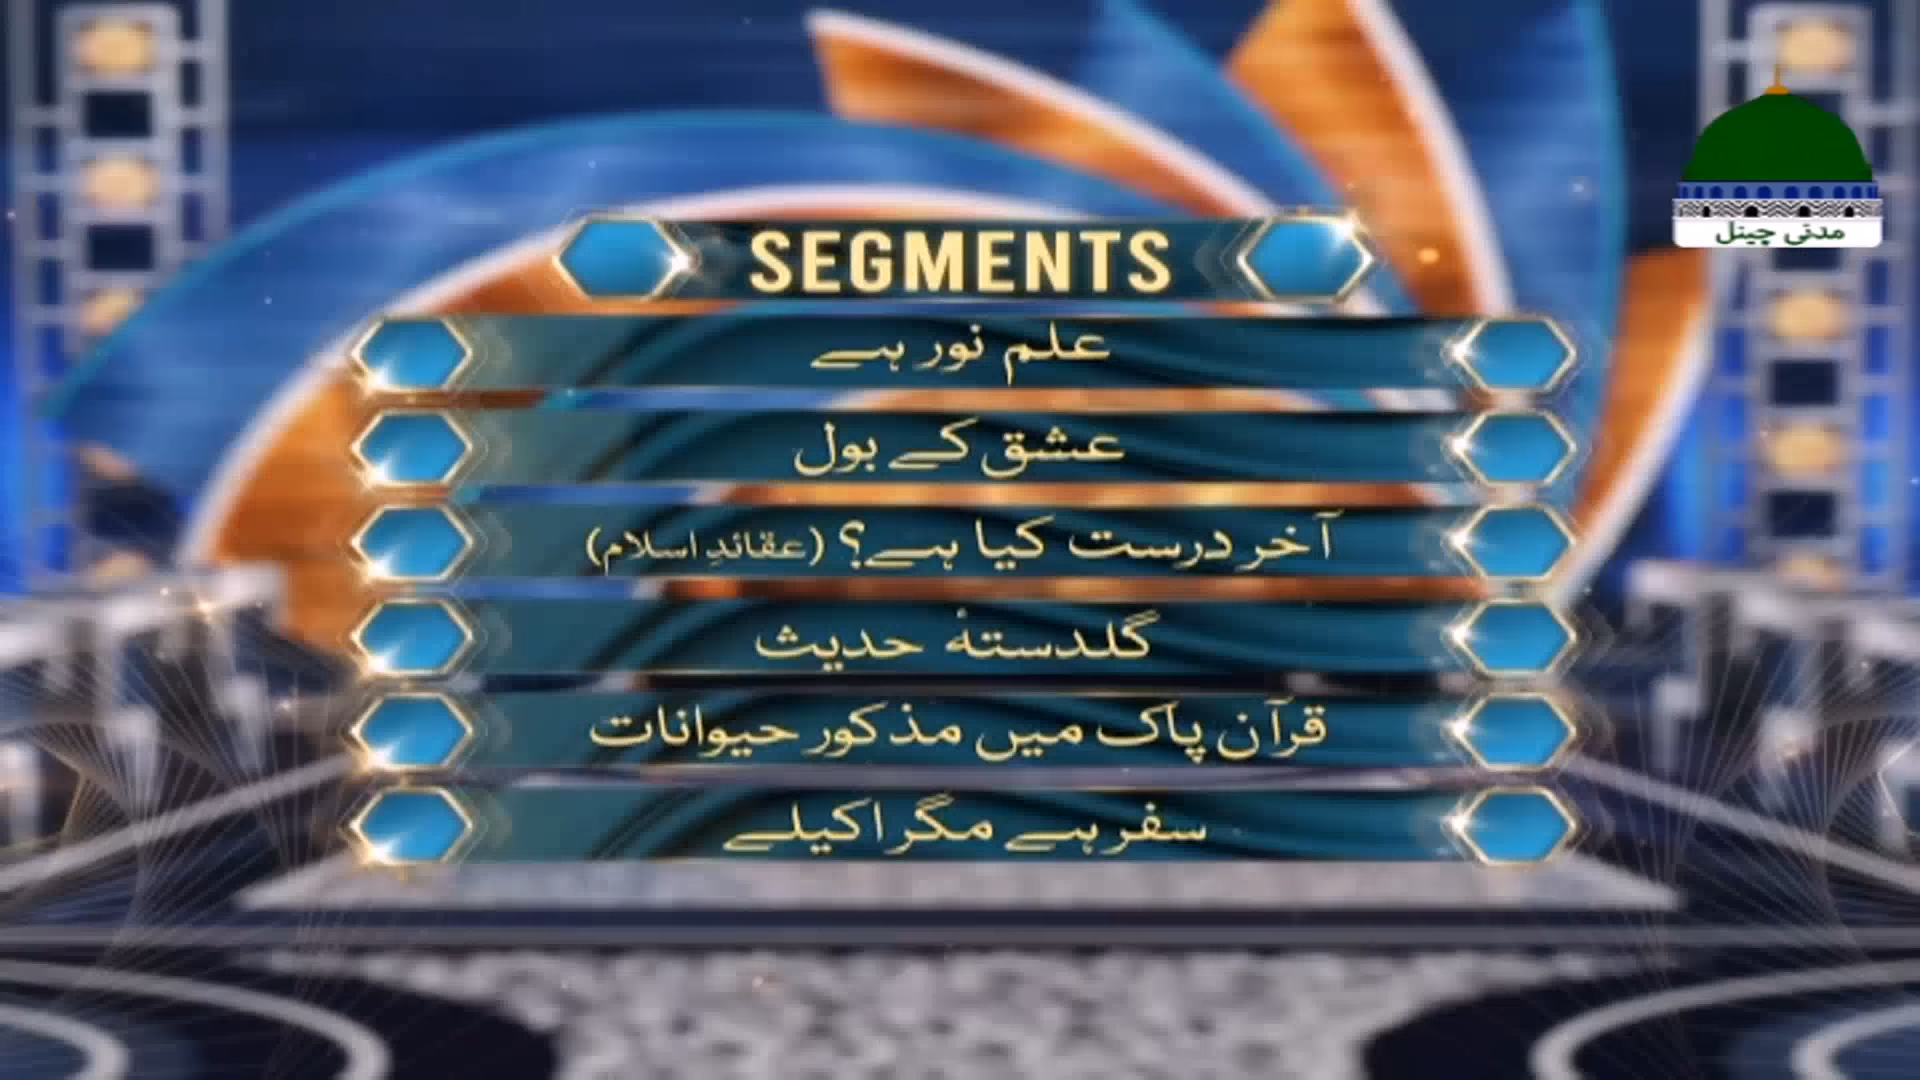 مدنی چینل
SEGMENTS
علم نور ہے
عشق کے بول
آخر درست کیا ہے؟ (عقائدِ اسلام)
گلدستۂ حدیث
قرآن پاک میں مذکور حیوانات
سفر ہے مگر اکیلے